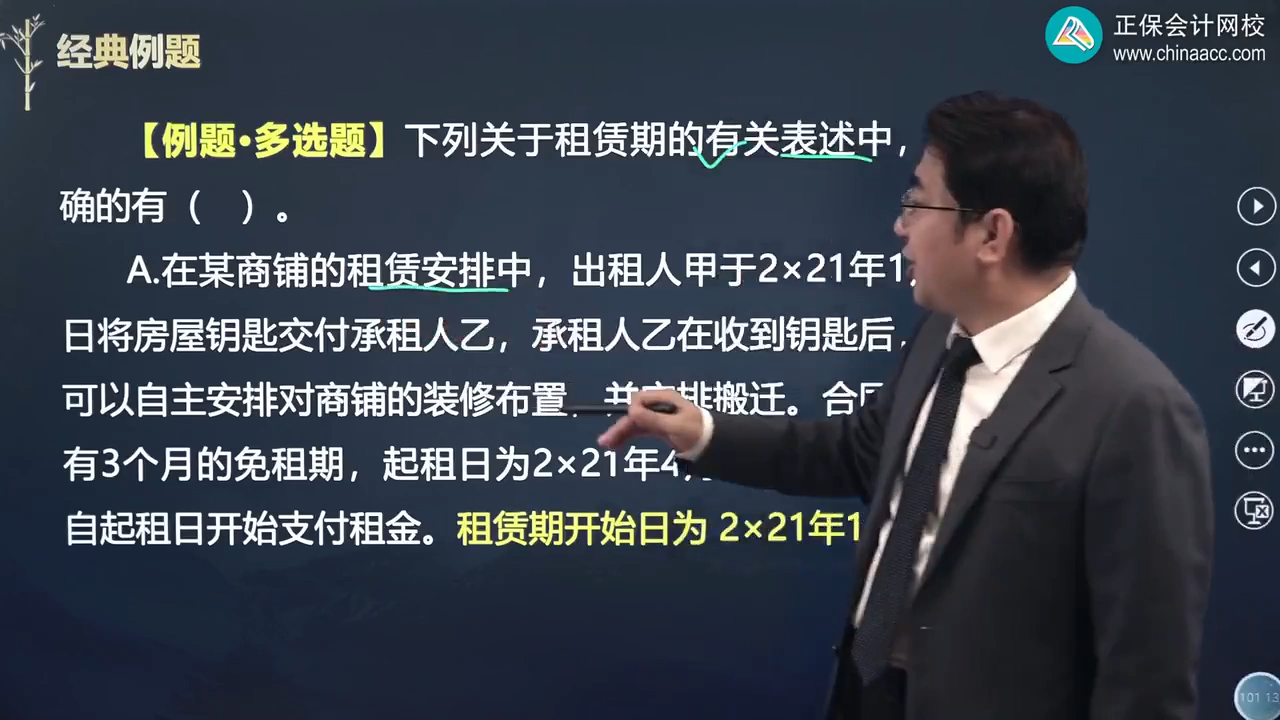 正保会计网校
www.chinaacc.com
经典例题
【例题·多选题】下列关于租赁期的有关表述中，
确的有（ ）。
A.在某商铺的租赁安排中，出租人甲于2×21年1
日将房屋钥匙交付承租人乙，承租人乙在收到钥匙后，
可以自主安排对商铺的装修布置，并安排搬迁。合同
有3个月的免租期，起租日为2×21年4
自起租日开始支付租金。租赁期开始日为 2×21年1